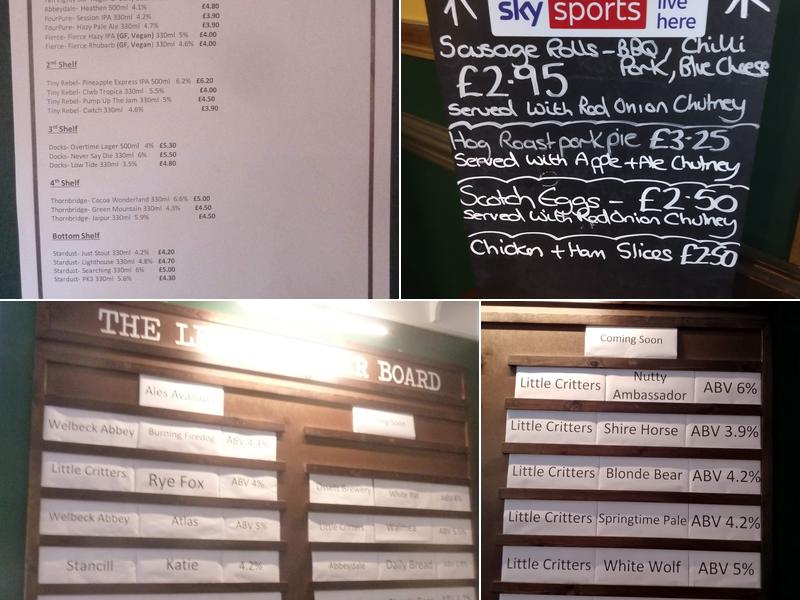 Abbeydale- Heathen 500ml 4.1% £4.80
FourPure- Session IPA 330ml 4.2% £3.90
FourPure- Hazy Pale Ale 330ml 4.7% £3.90
Fierce- Fierce Hazy IPA (GF, Vegan) 330ml 5% £4.00
Fierce- Fierce Rhubarb (GF, Vegan) 330ml 4.6% £4.00
2nd Shelf
Tiny Rebel- Pineapple Express IPA 500ml 6.2% £6.20
Tiny Rebel- Clwb Tropica 330ml 5.5% £4.00
Tiny Rebel- Pump Up The Jam 330ml 5% £4.50
Tiny Rebel- Cwtch 330ml 4.6% £3.90
3rd Shelf
Docks- Overtime Lager 500ml 4% £5.30
Docks- Never Say Die 330ml 6% £5.50
Docks- Low Tide 330ml 3.5% £4.80
4th Shelf
Thornbridge- Cocoa Wonderland 330ml 6.6% £5.00
Thornbridge- Green Mountain 330ml 4.3% £4.50
Thornbridge- Jaipur 330ml 5.9% £4.50
Bottom Shelf
Stardust- Just Stout 330ml 4.2% £4.20
Stardust- Lighthouse 330ml 4.8% £4.70
Stardust- Searching 330ml 6% £5.00
Stardust- PK3 330ml 5.6% £4.30
sky sports live
here
Sausage Rolls - BBQ, Chilli
Pork, Blue Cheese
£2.95
Served with Red Onion Chutney
Hog Roast pork pie £3.25
Served with Apple + Ale Chutney
Scotch Eggs - £2.50
Served with Red Onion Chutney
Chicken + Ham Slices £2.50
THE BOARD
Ales
Welbeck Abbey Burning Firedog ABV 4.3%
Little Critters Rye Fox ABV 4%
Welbeck Abbey Atlas ABV 5%
Stancill Katie 4.2%
Soon
Brewery White Rat
Little Critters
Abbeydale Daily Bread
Coming Soon
Little Critters Nutty Ambassador ABV 6%
Little Critters Shire Horse ABV 3.9%
Little Critters Blonde Bear ABV 4.2%
Little Critters Springtime Pale ABV 4.2%
Little Critters White Wolf ABV 5%